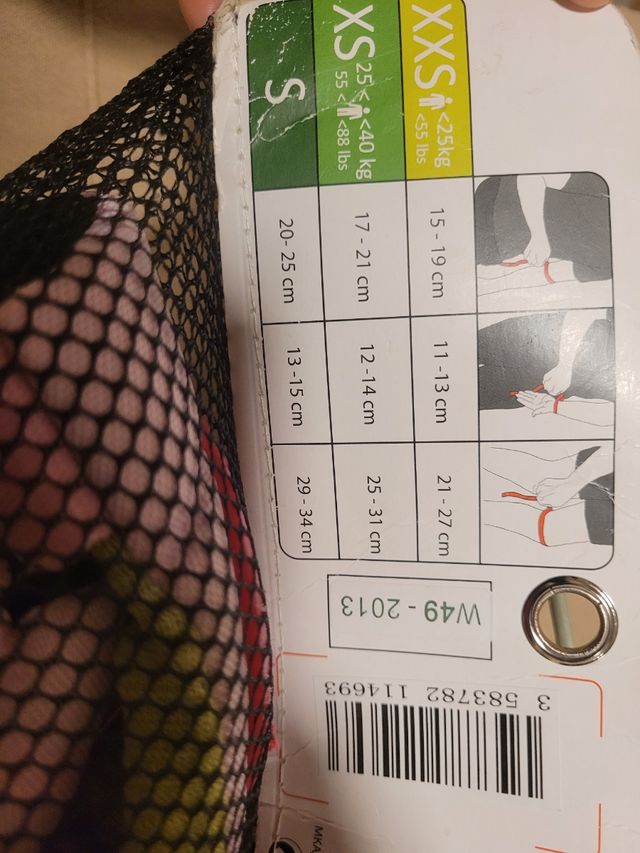 XXS <25kg
<55 lbs
15 - 19 cm
11 -13 cm
21 - 27 cm
XS 25 < <40 kg
55 < <88 lbs
17 - 21 cm
12 -14 cm
25 - 31 cm
S
20- 25 cm
13 -15 cm
29 - 34 cm
W49 - 2013
3 583782 114693
MKA